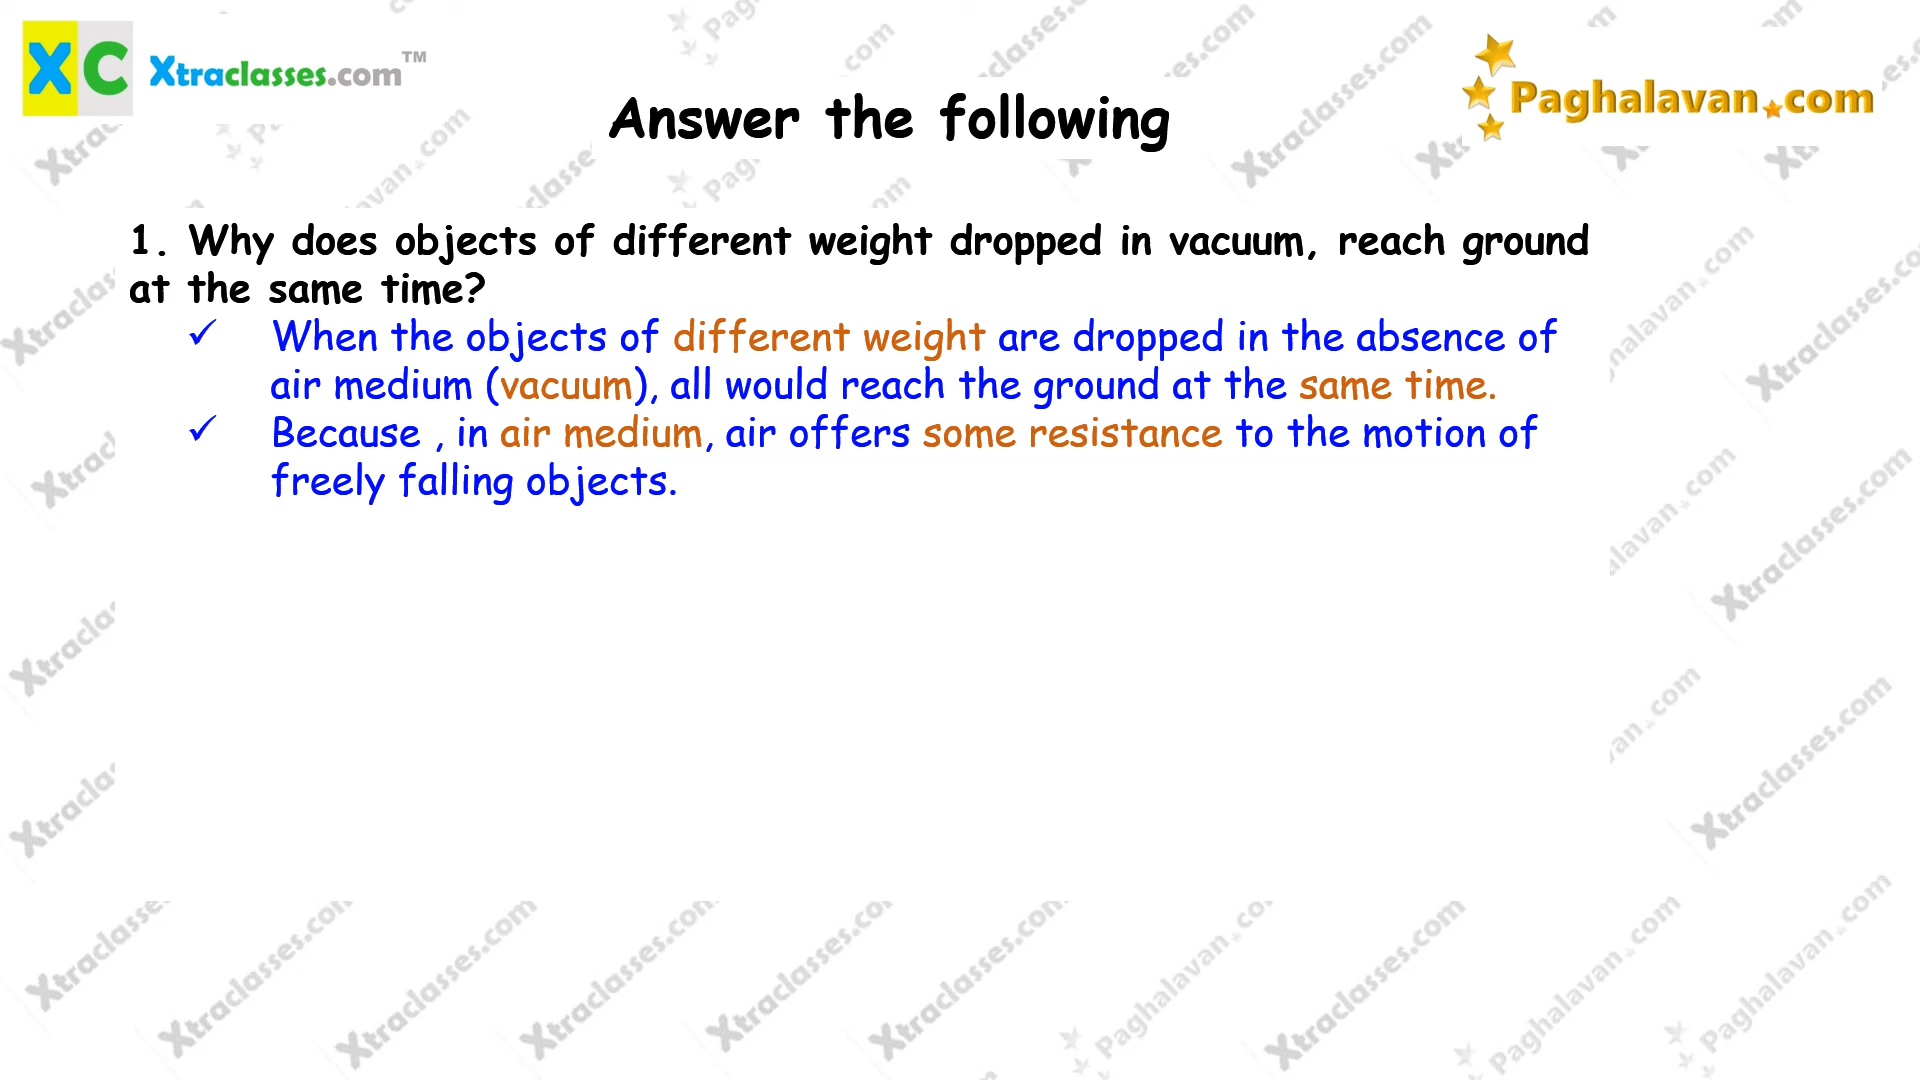 XC Xtraclasses.com™
Paghalavan.com
Answer the following
1. Why does objects of different weight dropped in vacuum, reach ground
at the same time?
✓ When the objects of different weight are dropped in the absence of
air medium (vacuum), all would reach the ground at the same time.
✓ Because , in air medium, air offers some resistance to the motion of
freely falling objects.